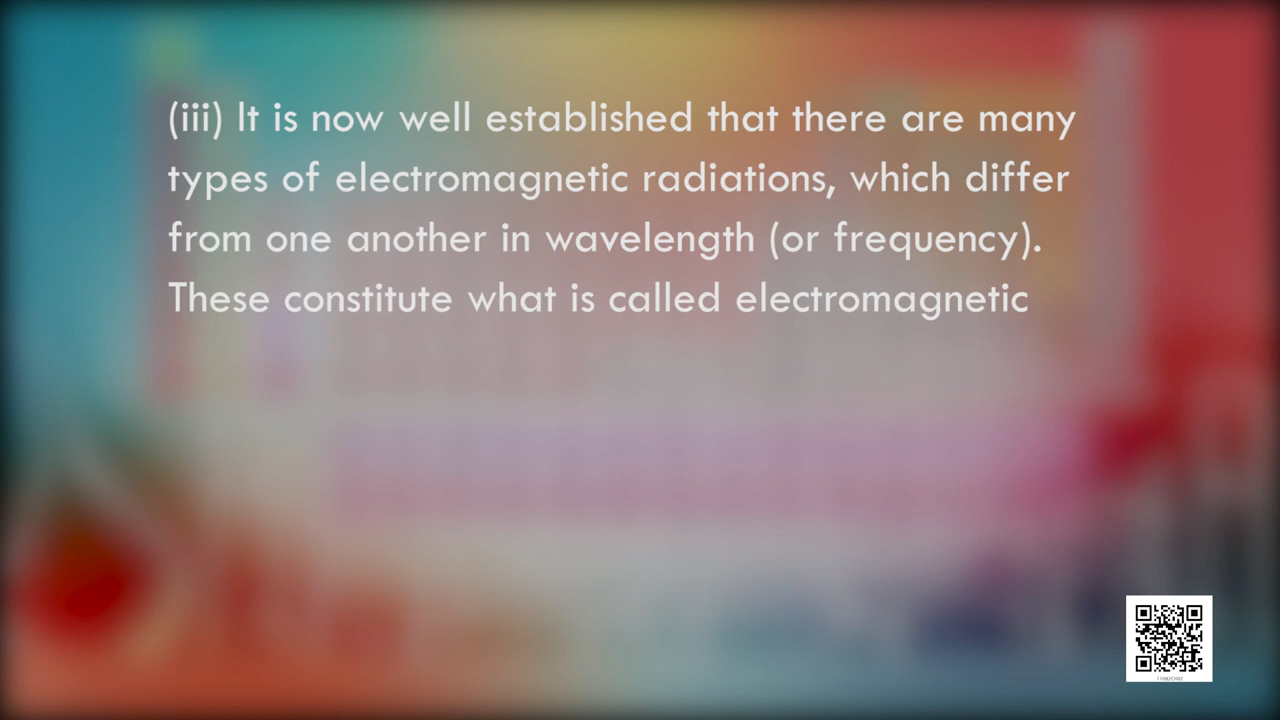 (iii) It is now well established that there are many
types of electromagnetic radiations, which differ
from one another in wavelength (or frequency).
These constitute what is called electromagnetic